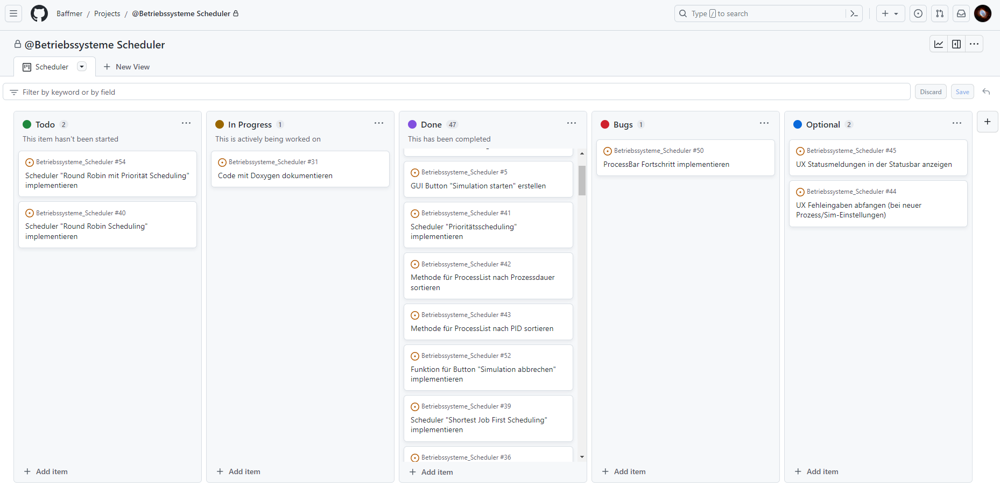 Baffmer / Projects / @Betriebssysteme Scheduler
Type / to search
@Betriebssysteme Scheduler
Scheduler
New View
Filter by keyword or by field
Discard
Save
Todo 2
This item hasn't been started
Betriebssysteme_Scheduler #54
Scheduler "Round Robin mit Priorität Scheduling"
implementieren
Betriebssysteme_Scheduler #40
Scheduler "Round Robin Scheduling"
implementieren
Add item
In Progress 1
This is actively being worked on
Betriebssysteme_Scheduler #31
Code mit Doxygen dokumentieren
Add item
Done 47
This has been completed
Betriebssysteme_Scheduler #5
GUI Button "Simulation starten" erstellen
Betriebssysteme_Scheduler #41
Scheduler "Prioritätsscheduling"
implementieren
Betriebssysteme_Scheduler #42
Methode für ProcessList nach Prozessdauer
sortieren
Betriebssysteme_Scheduler #43
Methode für ProcessList nach PID sortieren
Betriebssysteme_Scheduler #52
Funktion für Button "Simulation abbrechen"
implementieren
Betriebssysteme_Scheduler #39
Scheduler "Shortest Job First Scheduling"
implementieren
Betriebssysteme_Scheduler #36
Add item
Bugs 1
Betriebssysteme_Scheduler #50
ProcessBar Fortschritt implementieren
Add item
Optional 2
Betriebssysteme_Scheduler #45
UX Statusmeldungen in der Statusbar anzeigen
Betriebssysteme_Scheduler #44
UX Fehleingaben abfangen (bei neuer
Prozess/Sim-Einstellungen)
Add item